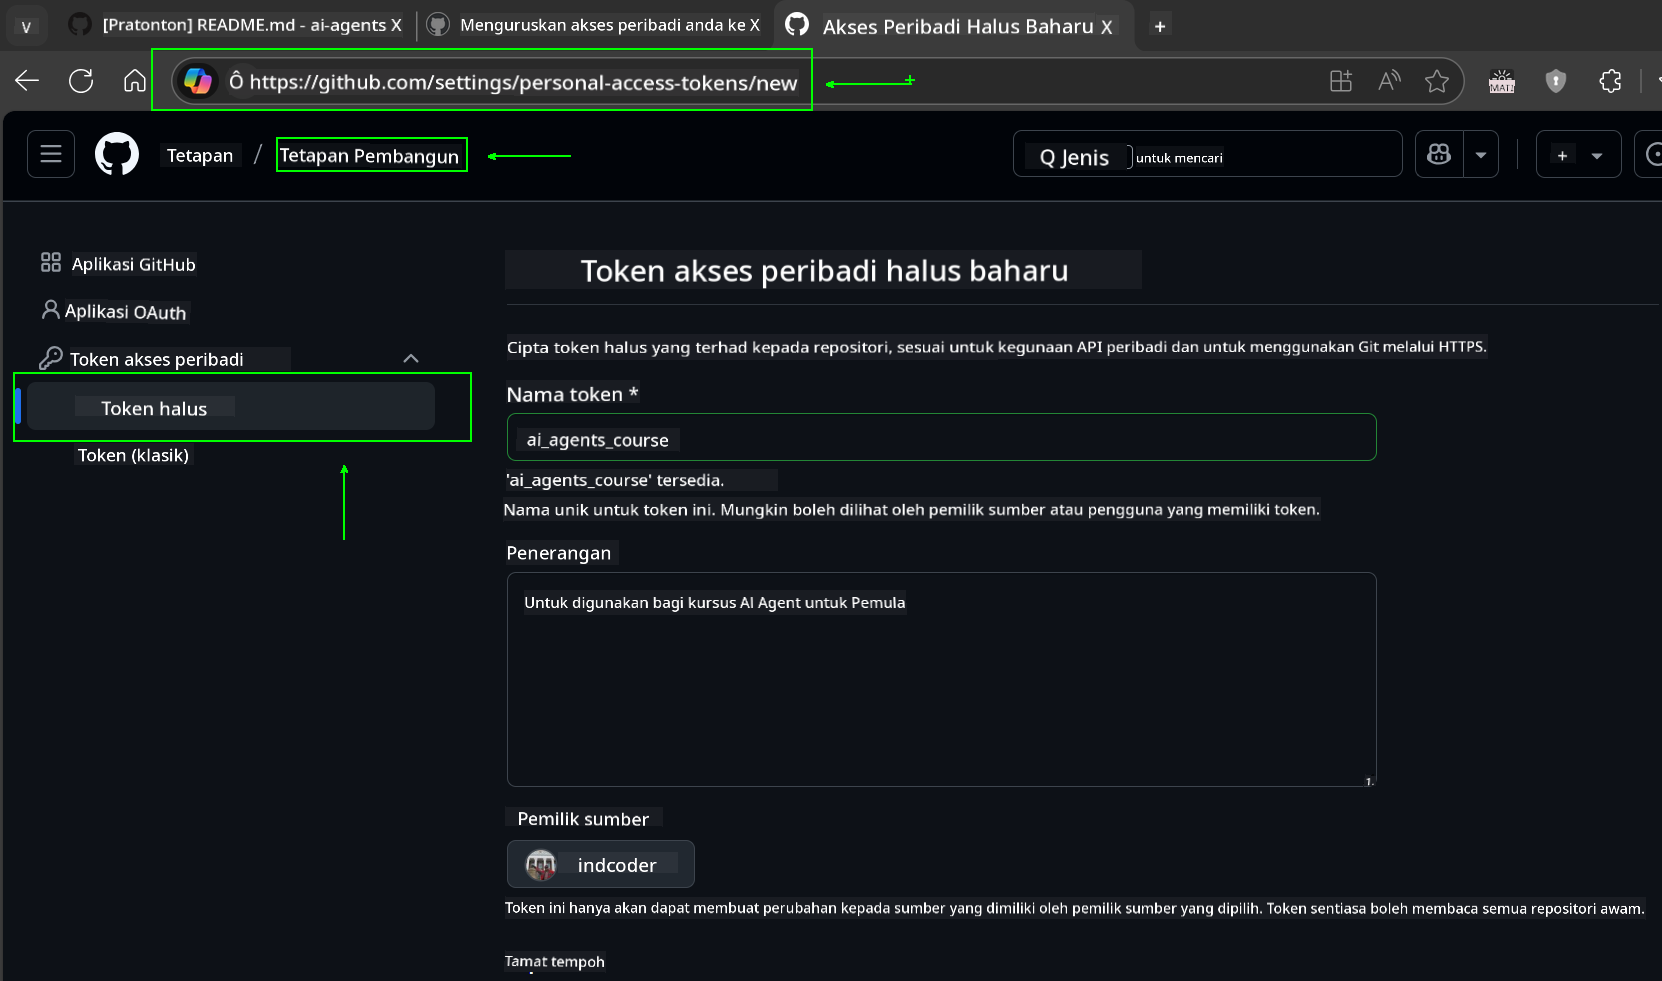 [Pratonton] README.md - ai-agents X
Menguruskan akses peribadi anda ke X
Akses Peribadi Halus Baharu X
+
Ô https://github.com/settings/personal-access-tokens/new
MATI
Tetapan / Tetapan Pembangun
Q Jenis untuk mencari
+
Aplikasi GitHub
Aplikasi OAuth
Token akses peribadi
Token halus
Token (klasik)
Token akses peribadi halus baharu
Cipta token halus yang terhad kepada repositori, sesuai untuk kegunaan API peribadi dan untuk menggunakan Git melalui HTTPS.
Nama token *
ai_agents_course
'ai_agents_course' tersedia.
Nama unik untuk token ini. Mungkin boleh dilihat oleh pemilik sumber atau pengguna yang memiliki token.
Penerangan
Untuk digunakan bagi kursus AI Agent untuk Pemula
Pemilik sumber
indcoder
Token ini hanya akan dapat membuat perubahan kepada sumber yang dimiliki oleh pemilik sumber yang dipilih. Token sentiasa boleh membaca semua repositori awam.
Tamat tempoh